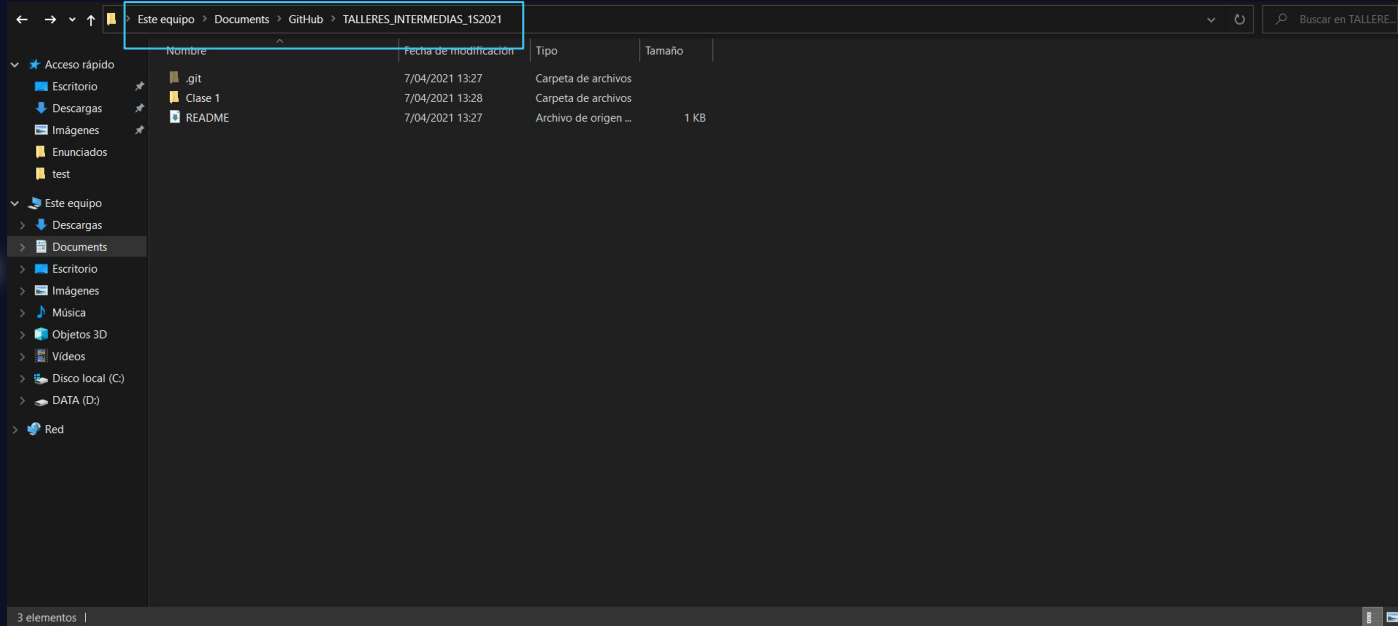 Este equipo > Documents > GitHub > TALLERES_INTERMEDIAS_1S2021
Buscar en TALLERE...
Nombre Fecha de modificación Tipo Tamaño
Acceso rápido
Escritorio
Descargas
Imágenes
Enunciados
test
Este equipo
Descargas
Documents
Escritorio
Imágenes
Música
Objetos 3D
Vídeos
Disco local (C:)
DATA (D:)
Red
.git 7/04/2021 13:27 Carpeta de archivos
Clase 1 7/04/2021 13:28 Carpeta de archivos
README 7/04/2021 13:27 Archivo de origen ... 1 KB
3 elementos